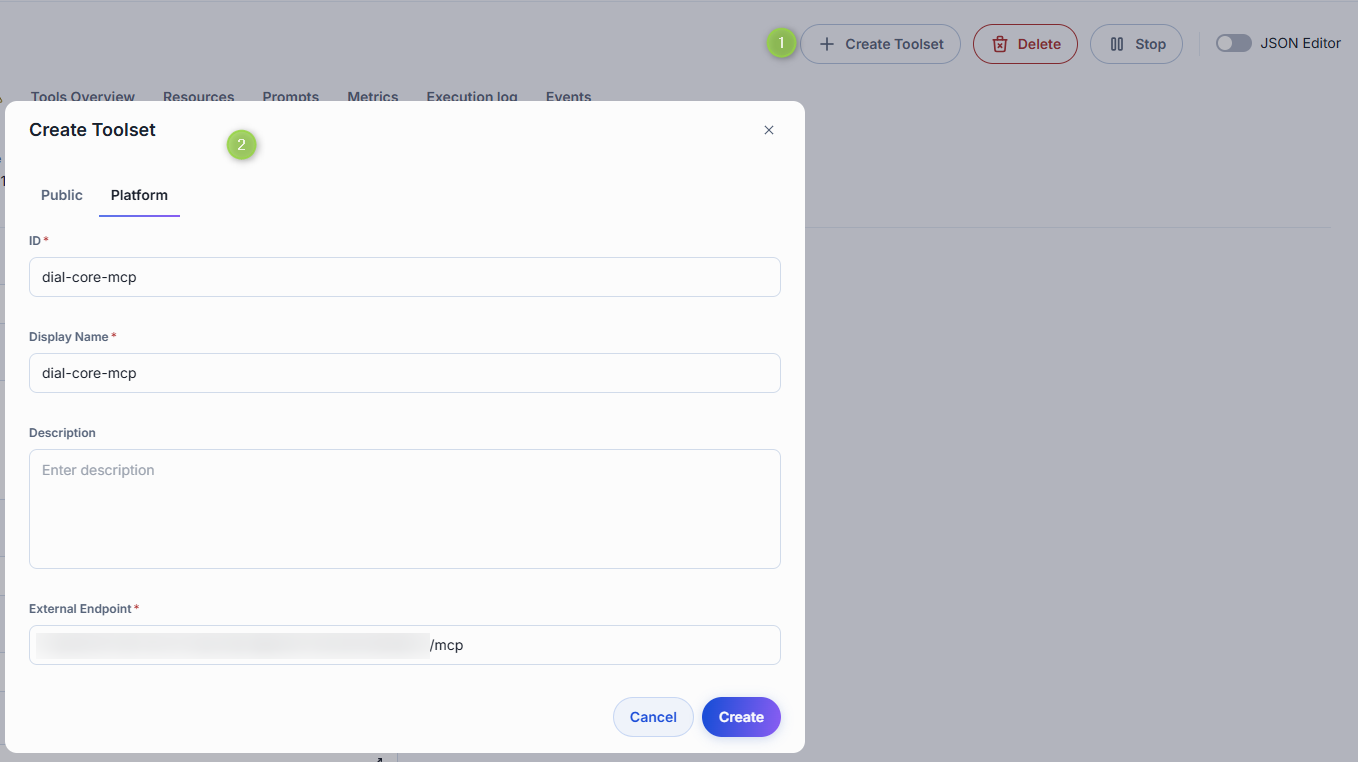 1
Create Toolset
Delete
Stop
JSON Editor
Tools Overview
Resources
Prompts
Metrics
Execution log
Events
Create Toolset
2
Public
Platform
ID*
dial-core-mcp
Display Name*
dial-core-mcp
Description
Enter description
External Endpoint*
/mcp
Cancel
Create